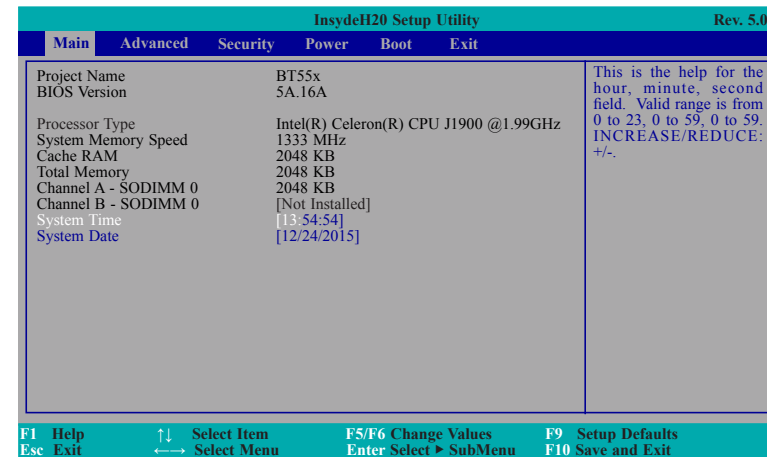 InsydeH20 Setup Utility Rev. 5.0
Main Advanced Security Power Boot Exit
Project Name BT55x
BIOS Version 5A.16A
Processor Type Intel(R) Celeron(R) CPU J1900 @1.99GHz
System Memory Speed 1333 MHz
Cache RAM 2048 KB
Total Memory 2048 KB
Channel A - SODIMM 0 2048 KB
Channel B - SODIMM 0 [Not Installed]
System Time [13:54:54]
System Date [12/24/2015]
This is the help for the
hour, minute, second
field. Valid range is from
0 to 23, 0 to 59, 0 to 59.
INCREASE/REDUCE:
+/-.
F1 Help ↑↓ Select Item F5/F6 Change Values F9 Setup Defaults
Esc Exit ←→ Select Menu Enter Select ▶ SubMenu F10 Save and Exit